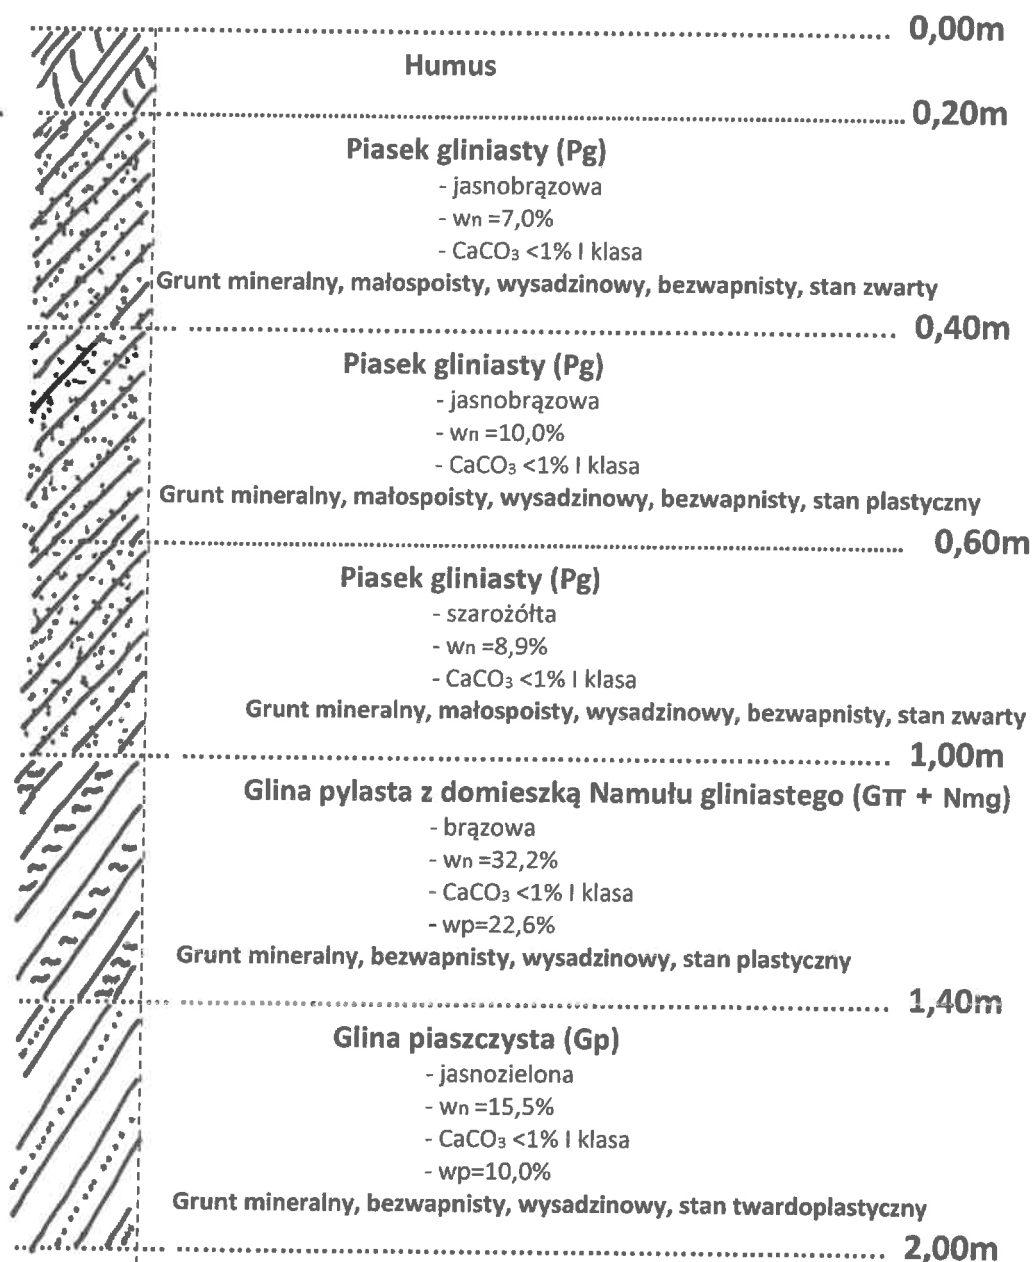 0,00m
Humus
0,20m
Piasek gliniasty (Pg)
- jasnobrązowa
- wn =7,0%
- CaCO₃ <1% I klasa
Grunt mineralny, małospoisty, wysadzinowy, bezwapnisty, stan zwarty
0,40m
Piasek gliniasty (Pg)
- jasnobrązowa
- wn =10,0%
- CaCO₃ <1% I klasa
Grunt mineralny, małospoisty, wysadzinowy, bezwapnisty, stan plastyczny
0,60m
Piasek gliniasty (Pg)
- szarożółta
- wn =8,9%
- CaCO₃ <1% I klasa
Grunt mineralny, małospoisty, wysadzinowy, bezwapnisty, stan zwarty
1,00m
Glina pylasta z domieszką Namułu gliniastego (Gπ + Nmg)
- brązowa
- wn =32,2%
- CaCO₃ <1% I klasa
- wp=22,6%
Grunt mineralny, bezwapnisty, wysadzinowy, stan plastyczny
1,40m
Glina piaszczysta (Gp)
- jasnozielona
- wn =15,5%
- CaCO₃ <1% I klasa
- wp=10,0%
Grunt mineralny, bezwapnisty, wysadzinowy, stan twardoplastyczny
2,00m